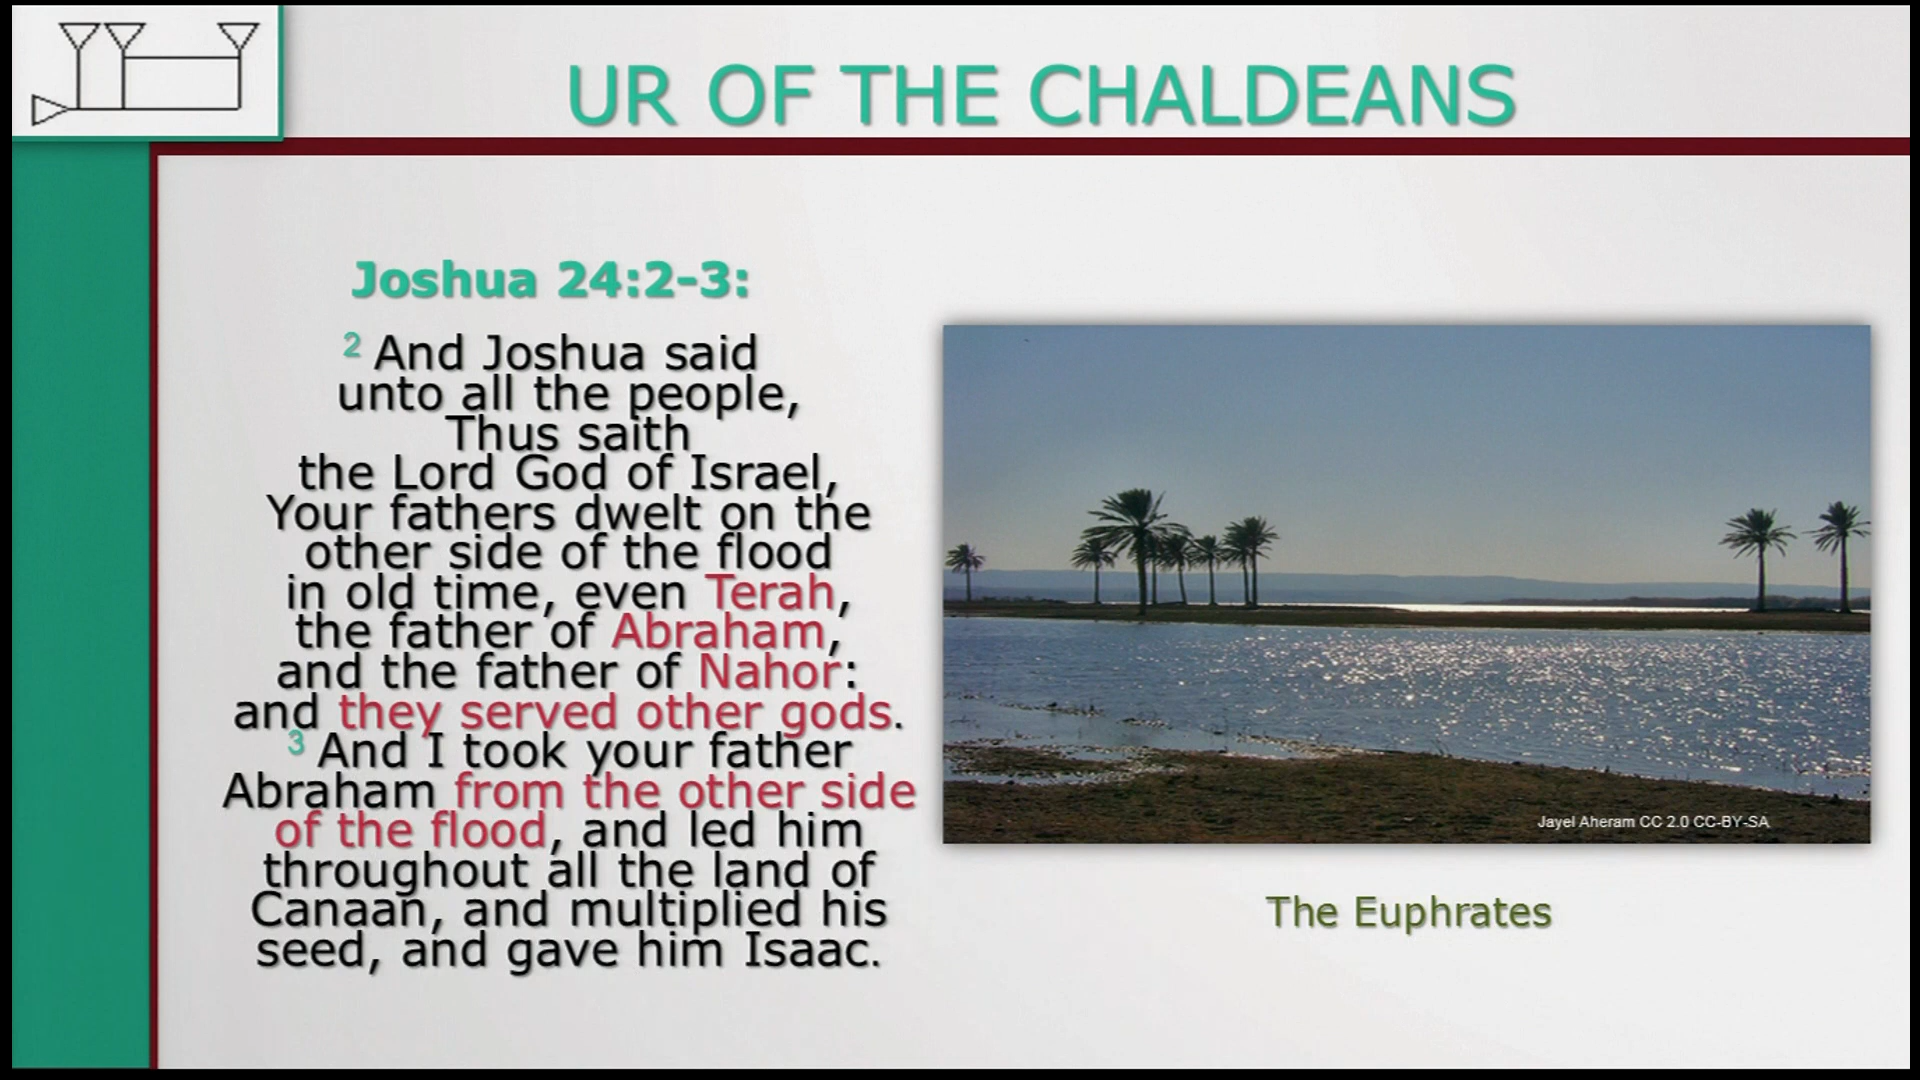 UR OF THE CHALDEANS
Joshua 24:2-3:
2 And Joshua said
unto all the people,
Thus saith
the Lord God of Israel,
Your fathers dwelt on the
other side of the flood
in old time, even Terah,
the father of Abraham,
and the father of Nahor:
and they served other gods.
3 And I took your father
Abraham from the other side
of the flood, and led him
throughout all the land of
Canaan, and multiplied his
seed, and gave him Isaac.
Jayel Aheram CC 2.0 CC-BY-SA
The Euphrates